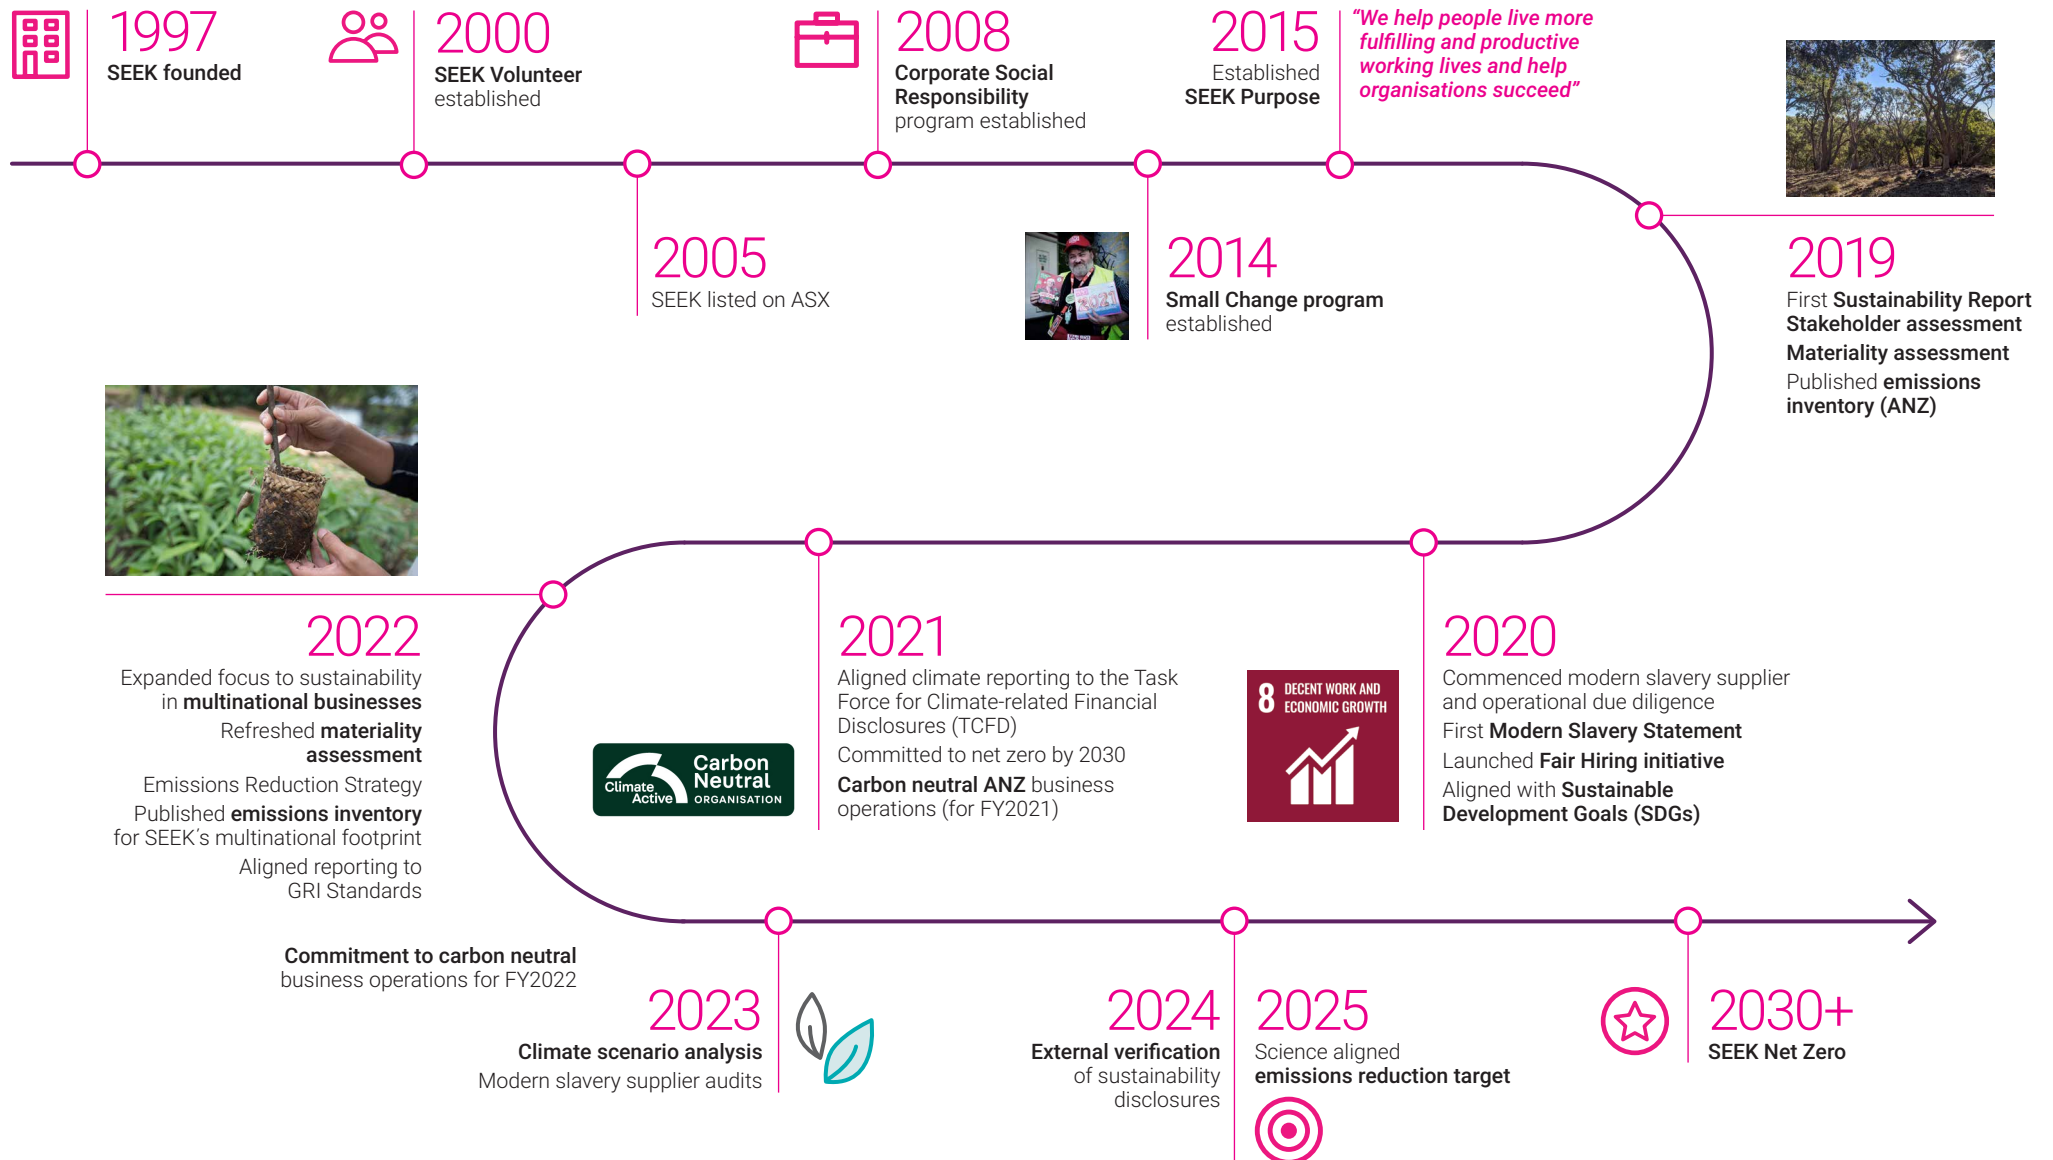 1997
SEEK founded
2000
SEEK Volunteer
established
2005
SEEK listed on ASX
2008
Corporate Social
Responsibility
program established
2014
Small Change program
established
2015
Established
SEEK Purpose
“We help people live more
fulfilling and productive
working lives and help
organisations succeed”
2019
First Sustainability Report
Stakeholder assessment
Materiality assessment
Published emissions
inventory (ANZ)
2020
Commenced modern slavery supplier
and operational due diligence
First Modern Slavery Statement
Launched Fair Hiring initiative
Aligned with Sustainable
Development Goals (SDGs)
8 DECENT WORK AND
ECONOMIC GROWTH
2021
Aligned climate reporting to the Task
Force for Climate-related Financial
Disclosures (TCFD)
Committed to net zero by 2030
Carbon neutral ANZ business
operations (for FY2021)
Climate
Active
Carbon
Neutral
ORGANISATION
2022
Expanded focus to sustainability
in multinational businesses
Refreshed materiality
assessment
Emissions Reduction Strategy
Published emissions inventory
for SEEK's multinational footprint
Aligned reporting to
GRI Standards
Commitment to carbon neutral
business operations for FY2022
2023
Climate scenario analysis
Modern slavery supplier audits
2024
External verification
of sustainability
disclosures
2025
Science aligned
emissions reduction target
2030+
SEEK Net Zero